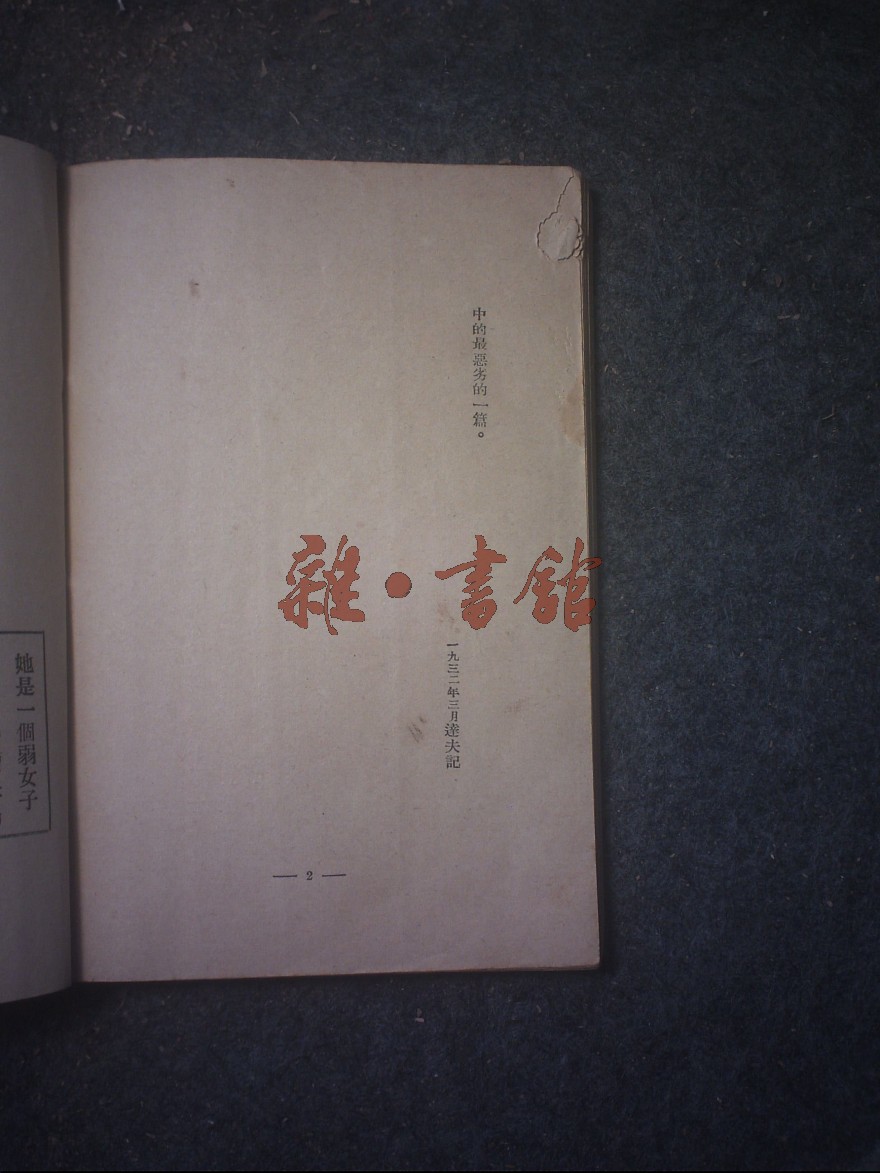 中的最惡劣的一篇。
一九三二年三月達夫記
— 2 —
她是一個弱女子
雜·書館